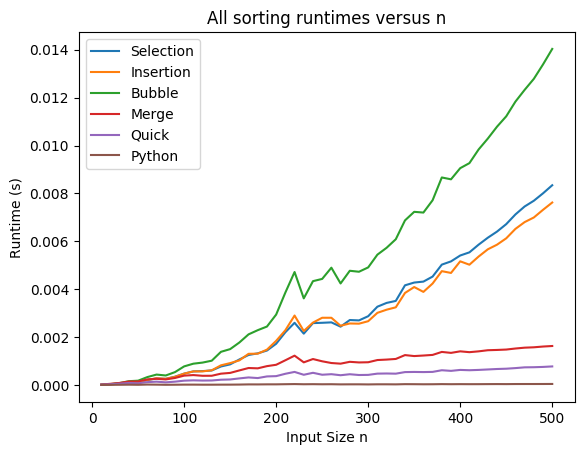 All sorting runtimes versus n
Selection
Insertion
Bubble
Merge
Quick
Python
Runtime (s)
0.014
0.012
0.010
0.008
0.006
0.004
0.002
0.000
0
100
200
300
400
500
Input Size n